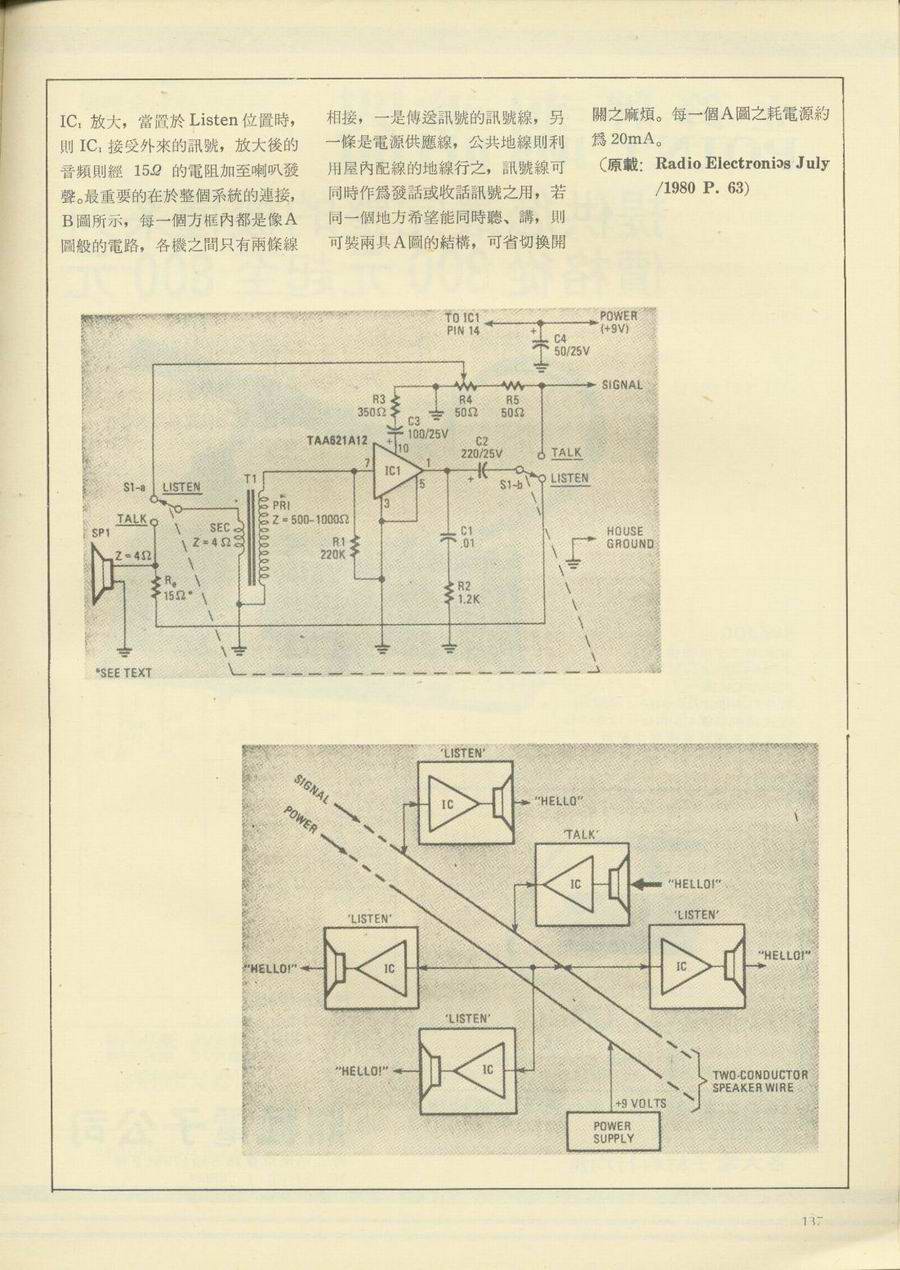 IC₁ 放大，當置於 Listen 位置時，
則 IC₁ 接受外來的訊號，放大後的
音頻則經 15Ω 的電阻加至喇叭發
聲。最重要的在於整個系統的連接，
B圖所示，每一個方框內都是像A
圖般的電路，各機之間只有兩條線
相接，一是傳送訊號的訊號線，另
一條是電源供應線，公共地線則利
用屋內配線的地線行之，訊號線可
同時作爲發話或收話訊號之用，若
同一個地方希望能同時聽、講，則
可裝兩具A圖的結構，可省切換開
關之麻煩。每一個A圖之耗電源約
爲 20mA。
（原載：Radio Electronics July
/1980 P. 63）
TO IC1
PIN 14
POWER
(+9V)
+
C4
50/25V
SIGNAL
R3
350Ω
R4
50Ω
R5
50Ω
C3
100/25V
+
TAA621A12
10
7
IC1
1
5
3
C2
220/25V
+
TALK
S1-b
LISTEN
S1-a
LISTEN
T1
PRI
Z = 500-1000Ω
TALK
SEC
Z = 4Ω
SP1
Z = 4Ω
Re
15Ω*
R1
220K
C1
.01
R2
1.2K
HOUSE
GROUND
*SEE TEXT
'LISTEN'
SIGNAL
POWER
IC
"HELLO"
'TALK'
IC
"HELLO!"
'LISTEN'
'LISTEN'
"HELLO!"
IC
IC
"HELLO!"
'LISTEN'
"HELLO!"
IC
TWO-CONDUCTOR
SPEAKER WIRE
+9 VOLTS
POWER
SUPPLY